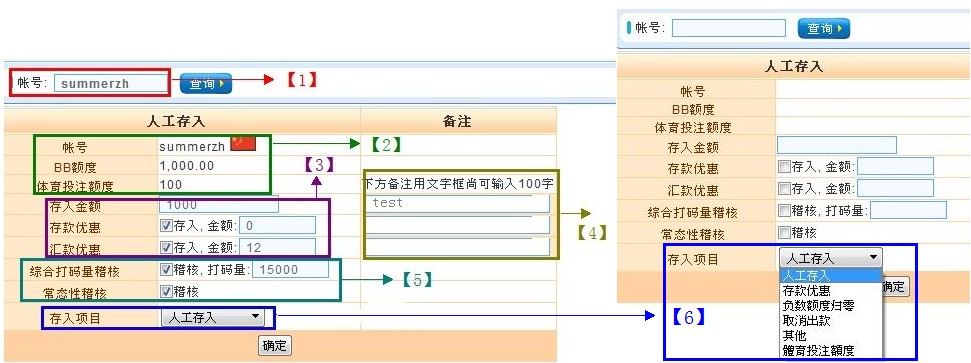 帐号: summerzh 查询 【1】
人工存入 备注
帐号 summerzh 【2】
BB额度 1,000.00 【3】
体育投注额度 100 下方备注用文字框尚可输入100字
存入金额 1000 test
存款优惠 存入, 金额: 0 【4】
汇款优惠 存入, 金额: 12
综合打码量稽核 稽核, 打码量: 15000 【5】
常态性稽核 稽核
存入项目 人工存入 【6】
确定
帐号: 查询
人工存入
帐号
BB额度
体育投注额度
存入金额
存款优惠 存入, 金额:
汇款优惠 存入, 金额:
综合打码量稽核 稽核, 打码量:
常态性稽核 稽核
存入项目 人工存入
人工存入
存款优惠 确定
负数额度归零
取消出款
其他
體育投注額度